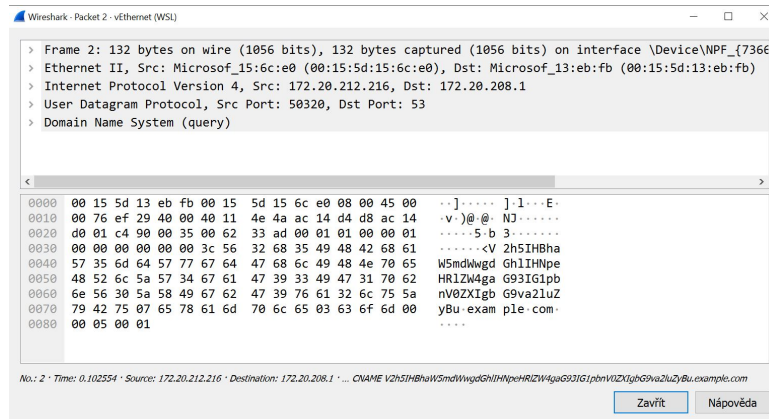 Wireshark · Packet 2 · vEthernet (WSL)
> Frame 2: 132 bytes on wire (1056 bits), 132 bytes captured (1056 bits) on interface \Device\NPF_{7366
> Ethernet II, Src: Microsof_15:6c:e0 (00:15:5d:15:6c:e0), Dst: Microsof_13:eb:fb (00:15:5d:13:eb:fb)
> Internet Protocol Version 4, Src: 172.20.212.216, Dst: 172.20.208.1
> User Datagram Protocol, Src Port: 50320, Dst Port: 53
> Domain Name System (query)
0000 00 15 5d 13 eb fb 00 15 5d 15 6c e0 08 00 45 00 ··]····· ]·l···E·
0010 00 76 ef 29 40 00 40 11 4e 4a ac 14 d4 d8 ac 14 ·v·)@·@· NJ······
0020 d0 01 c4 90 00 35 00 62 33 ad 00 01 01 00 00 01 ·····5·b 3·······
0030 00 00 00 00 00 00 3c 56 32 68 35 49 48 42 68 61 ······<V 2h5IHBha
0040 57 35 6d 64 57 77 67 64 47 68 6c 49 48 4e 70 65 W5mdWwgd GhlIHNpe
0050 48 52 6c 5a 57 34 67 61 47 39 33 49 47 31 70 62 HRlZW4ga G93IG1pb
0060 6e 56 30 5a 58 49 67 62 47 39 76 61 32 6c 75 5a nV0ZXIgb G9va2luZ
0070 79 42 75 07 65 78 61 6d 70 6c 65 03 63 6f 6d 00 yBu·exam ple·com·
0080 00 05 00 01 ····
No.: 2 · Time: 0.102554 · Source: 172.20.212.216 · Destination: 172.20.208.1 · ... CNAME V2h5IHBhaW5mdWwgdGhlIHNpeHRlZW4gaG93IG1pbnV0ZXIgbG9va2luZyBu.example.com
Zavřít Nápověda